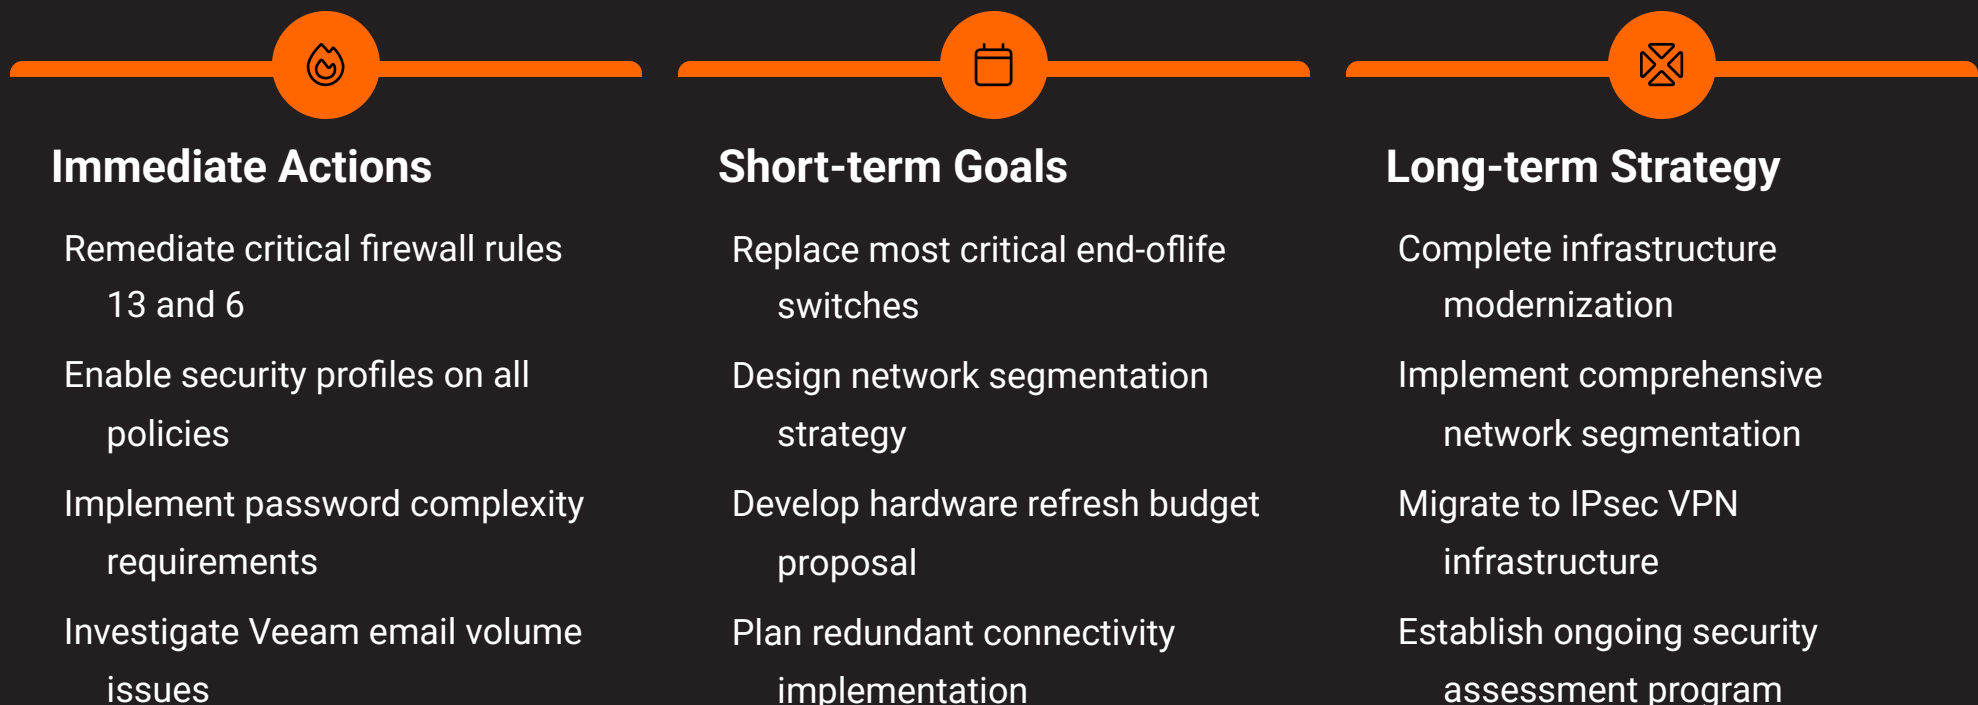 Immediate Actions
Remediate critical firewall rules
13 and 6
Enable security profiles on all
policies
Implement password complexity
requirements
Investigate Veeam email volume
issues
Short-term Goals
Replace most critical end-oflife
switches
Design network segmentation
strategy
Develop hardware refresh budget
proposal
Plan redundant connectivity
implementation
Long-term Strategy
Complete infrastructure
modernization
Implement comprehensive
network segmentation
Migrate to IPsec VPN
infrastructure
Establish ongoing security
assessment program